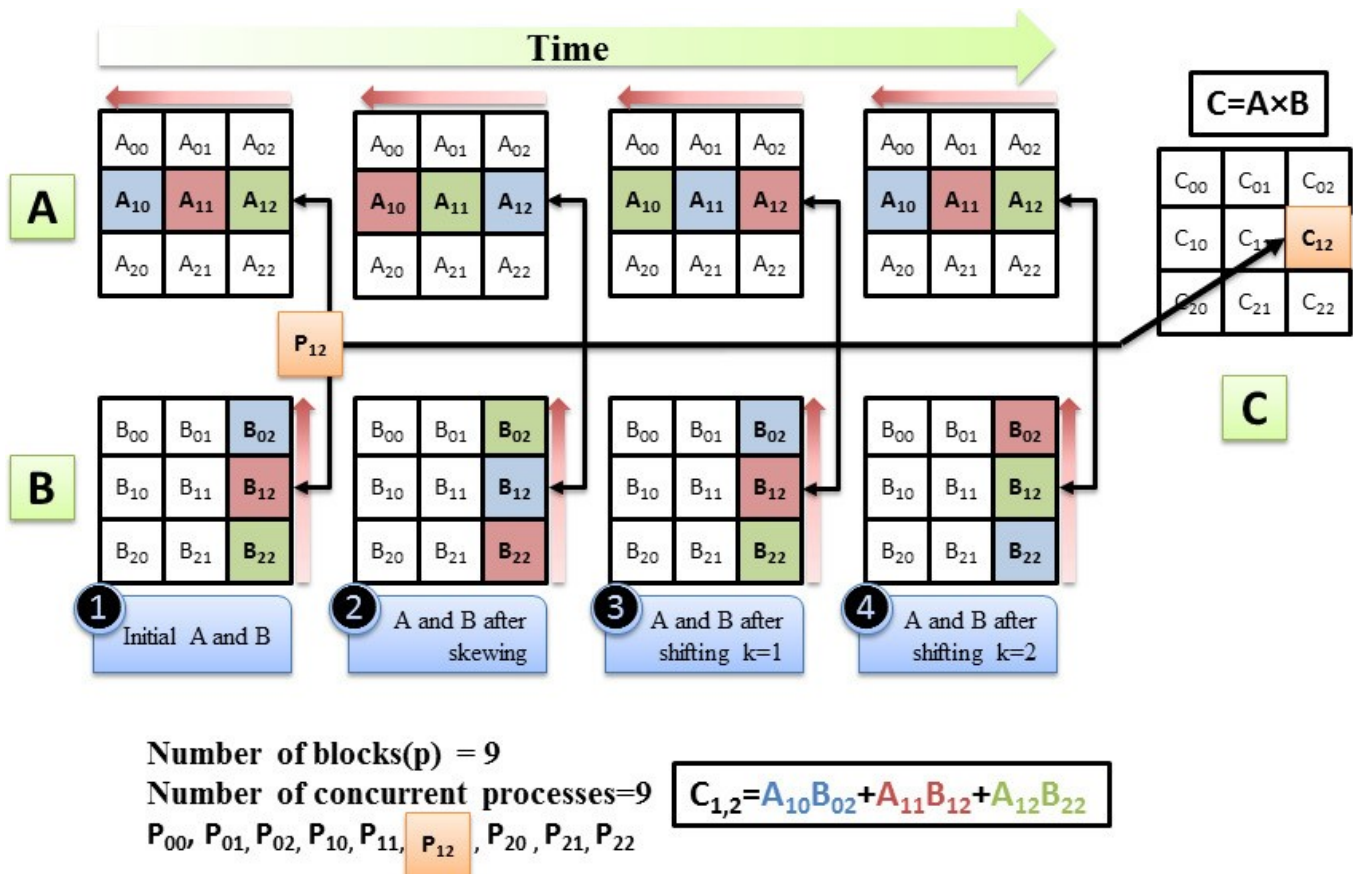 Time
C=A×B
A₀₀ A₀₁ A₀₂
A₁₀ A₁₁ A₁₂
A₂₀ A₂₁ A₂₂
A₀₀ A₀₁ A₀₂
A₁₀ A₁₁ A₁₂
A₂₀ A₂₁ A₂₂
A₀₀ A₀₁ A₀₂
A₁₀ A₁₁ A₁₂
A₂₀ A₂₁ A₂₂
A₀₀ A₀₁ A₀₂
A₁₀ A₁₁ A₁₂
A₂₀ A₂₁ A₂₂
A
C₀₀ C₀₁ C₀₂
C₁₀ C₁₁ C₁₂
C₂₀ C₂₁ C₂₂
P₁₂
C
B
B₀₀ B₀₁ B₀₂
B₁₀ B₁₁ B₁₂
B₂₀ B₂₁ B₂₂
B₀₀ B₀₁ B₀₂
B₁₀ B₁₁ B₁₂
B₂₀ B₂₁ B₂₂
B₀₀ B₀₁ B₀₂
B₁₀ B₁₁ B₁₂
B₂₀ B₂₁ B₂₂
B₀₀ B₀₁ B₀₂
B₁₀ B₁₁ B₁₂
B₂₀ B₂₁ B₂₂
1
Initial A and B
2
A and B after
skewing
3
A and B after
shifting k=1
4
A and B after
shifting k=2
Number of blocks(p) = 9
Number of concurrent processes=9
P₀₀, P₀₁, P₀₂, P₁₀, P₁₁, P₁₂ , P₂₀ , P₂₁, P₂₂
C₁,₂=A₁₀B₀₂+A₁₁B₁₂+A₁₂B₂₂